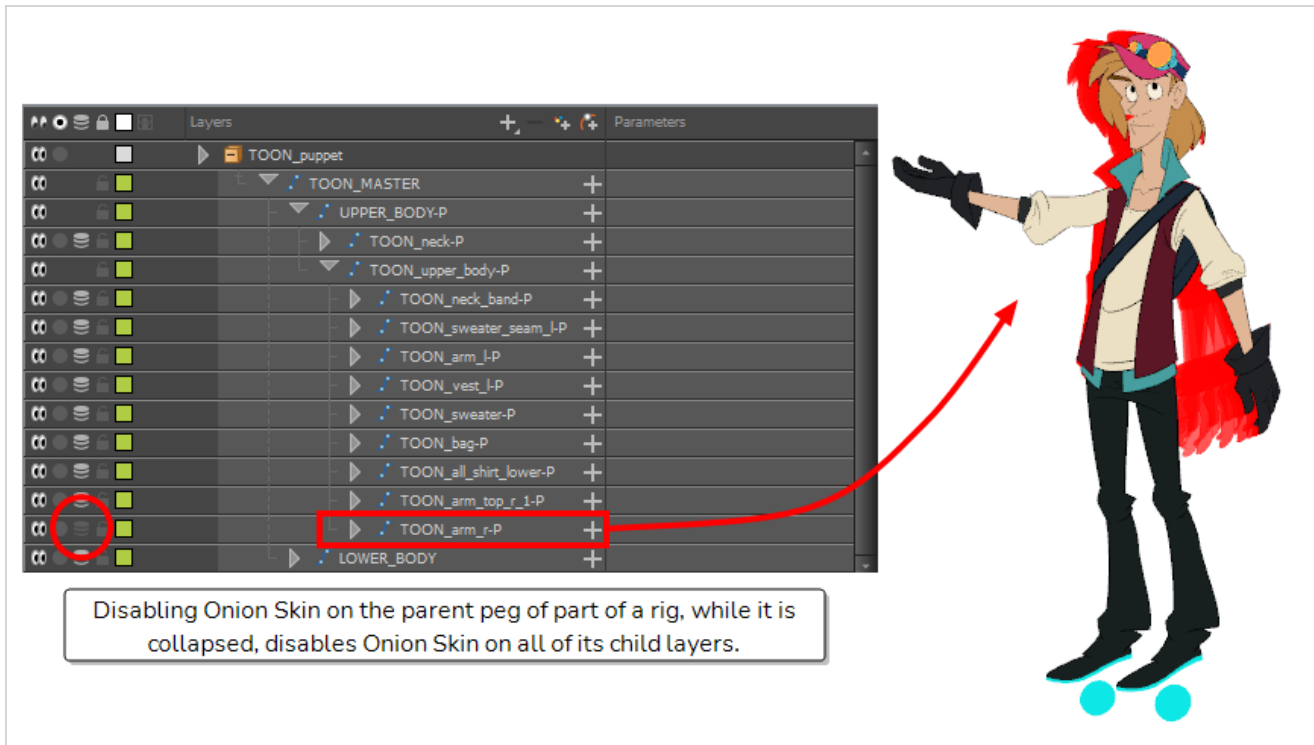 Layers Parameters
TOON_puppet
TOON_MASTER
UPPER_BODY-P
TOON_neck-P
TOON_upper_body-P
TOON_neck_band-P
TOON_sweater_seam_l-P
TOON_arm_l-P
TOON_vest_l-P
TOON_sweater-P
TOON_bag-P
TOON_all_shirt_lower-P
TOON_arm_top_r_1-P
TOON_arm_r-P
LOWER_BODY
Disabling Onion Skin on the parent peg of part of a rig, while it is
collapsed, disables Onion Skin on all of its child layers.